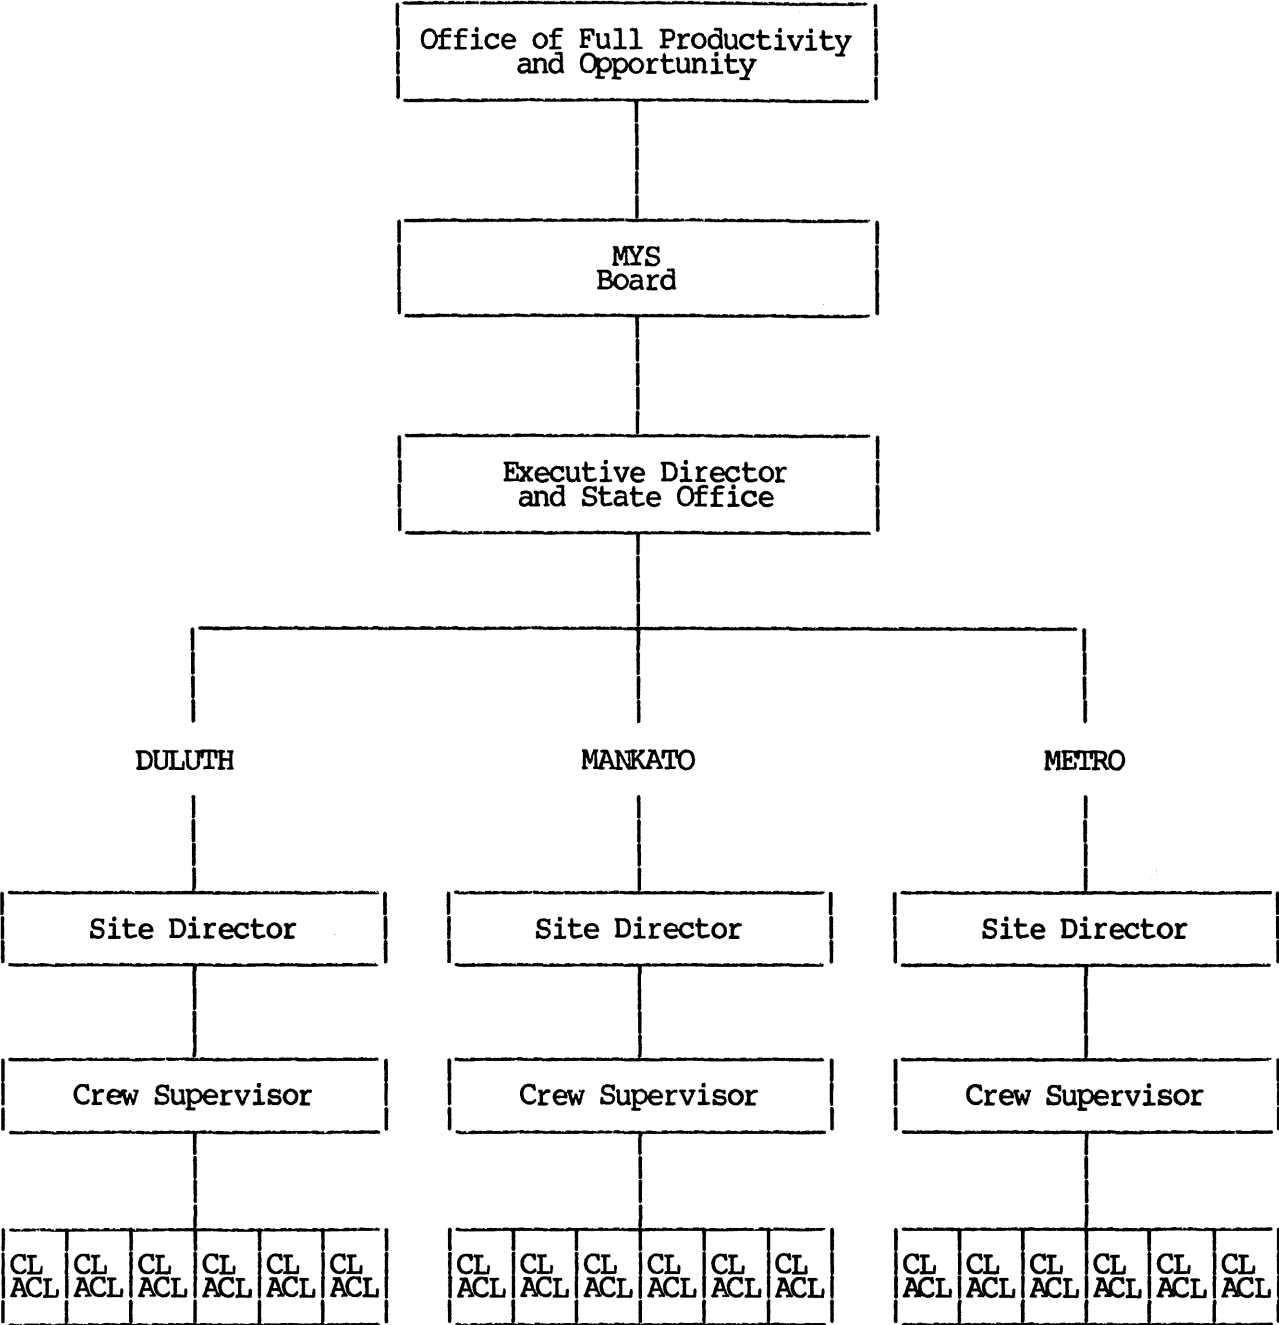 Office of Full Productivity
and Opportunity
MYS
Board
Executive Director
and State Office
DULUTH MANKATO METRO
Site Director Site Director Site Director
Crew Supervisor Crew Supervisor Crew Supervisor
CL CL CL CL CL CL CL CL CL CL CL CL CL CL CL CL CL CL
ACL ACL ACL ACL ACL ACL ACL ACL ACL ACL ACL ACL ACL ACL ACL ACL ACL ACL